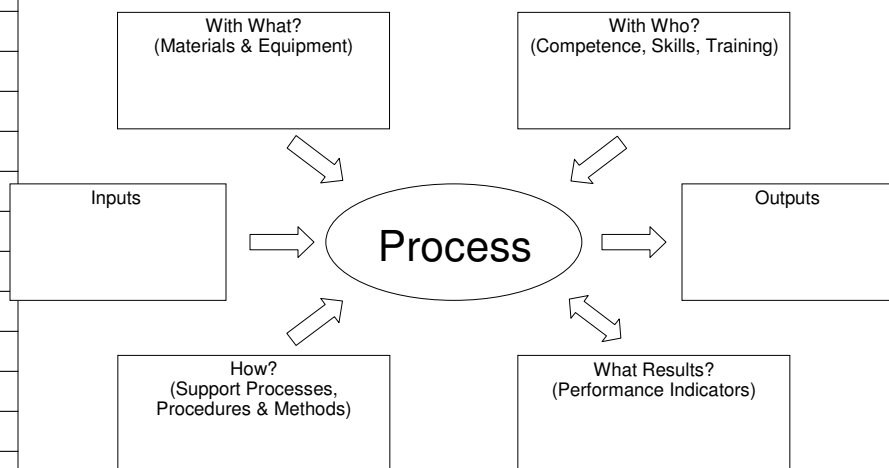 With What?
(Materials & Equipment)
With Who?
(Competence, Skills, Training)
Inputs
Process
Outputs
How?
(Support Processes,
Procedures & Methods)
What Results?
(Performance Indicators)